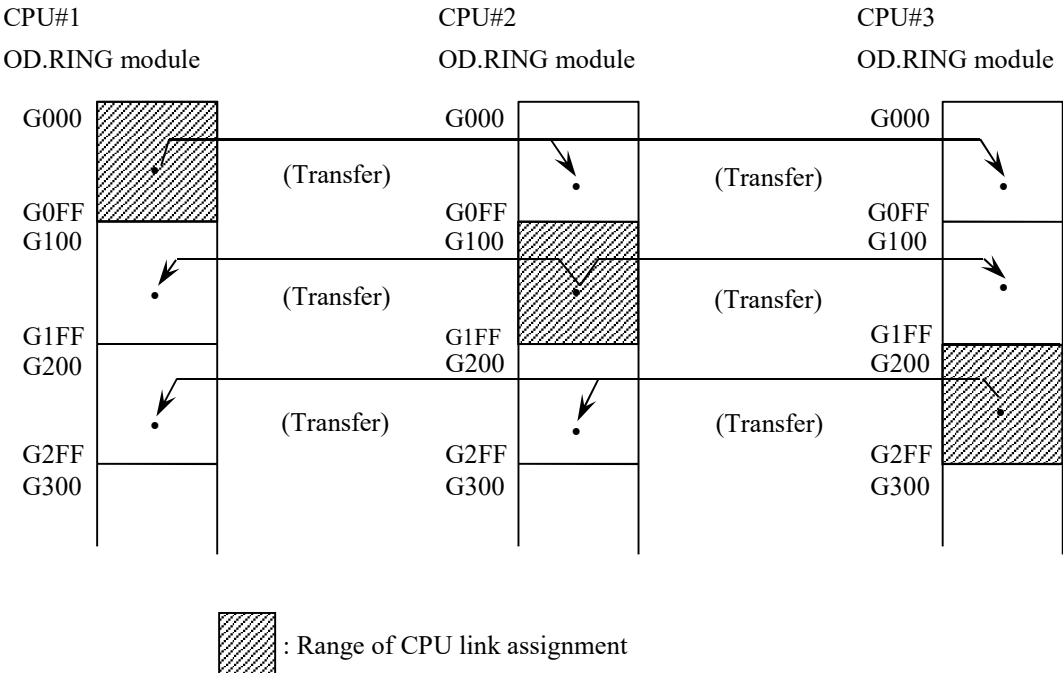 CPU#1 CPU#2 CPU#3
OD.RING module OD.RING module OD.RING module
G000 G000 G000
(Transfer) (Transfer)
G0FF G0FF G0FF
G100 G100 G100
(Transfer) (Transfer)
G1FF G1FF G1FF
G200 G200 G200
(Transfer) (Transfer)
G2FF G2FF G2FF
G300 G300 G300
: Range of CPU link assignment